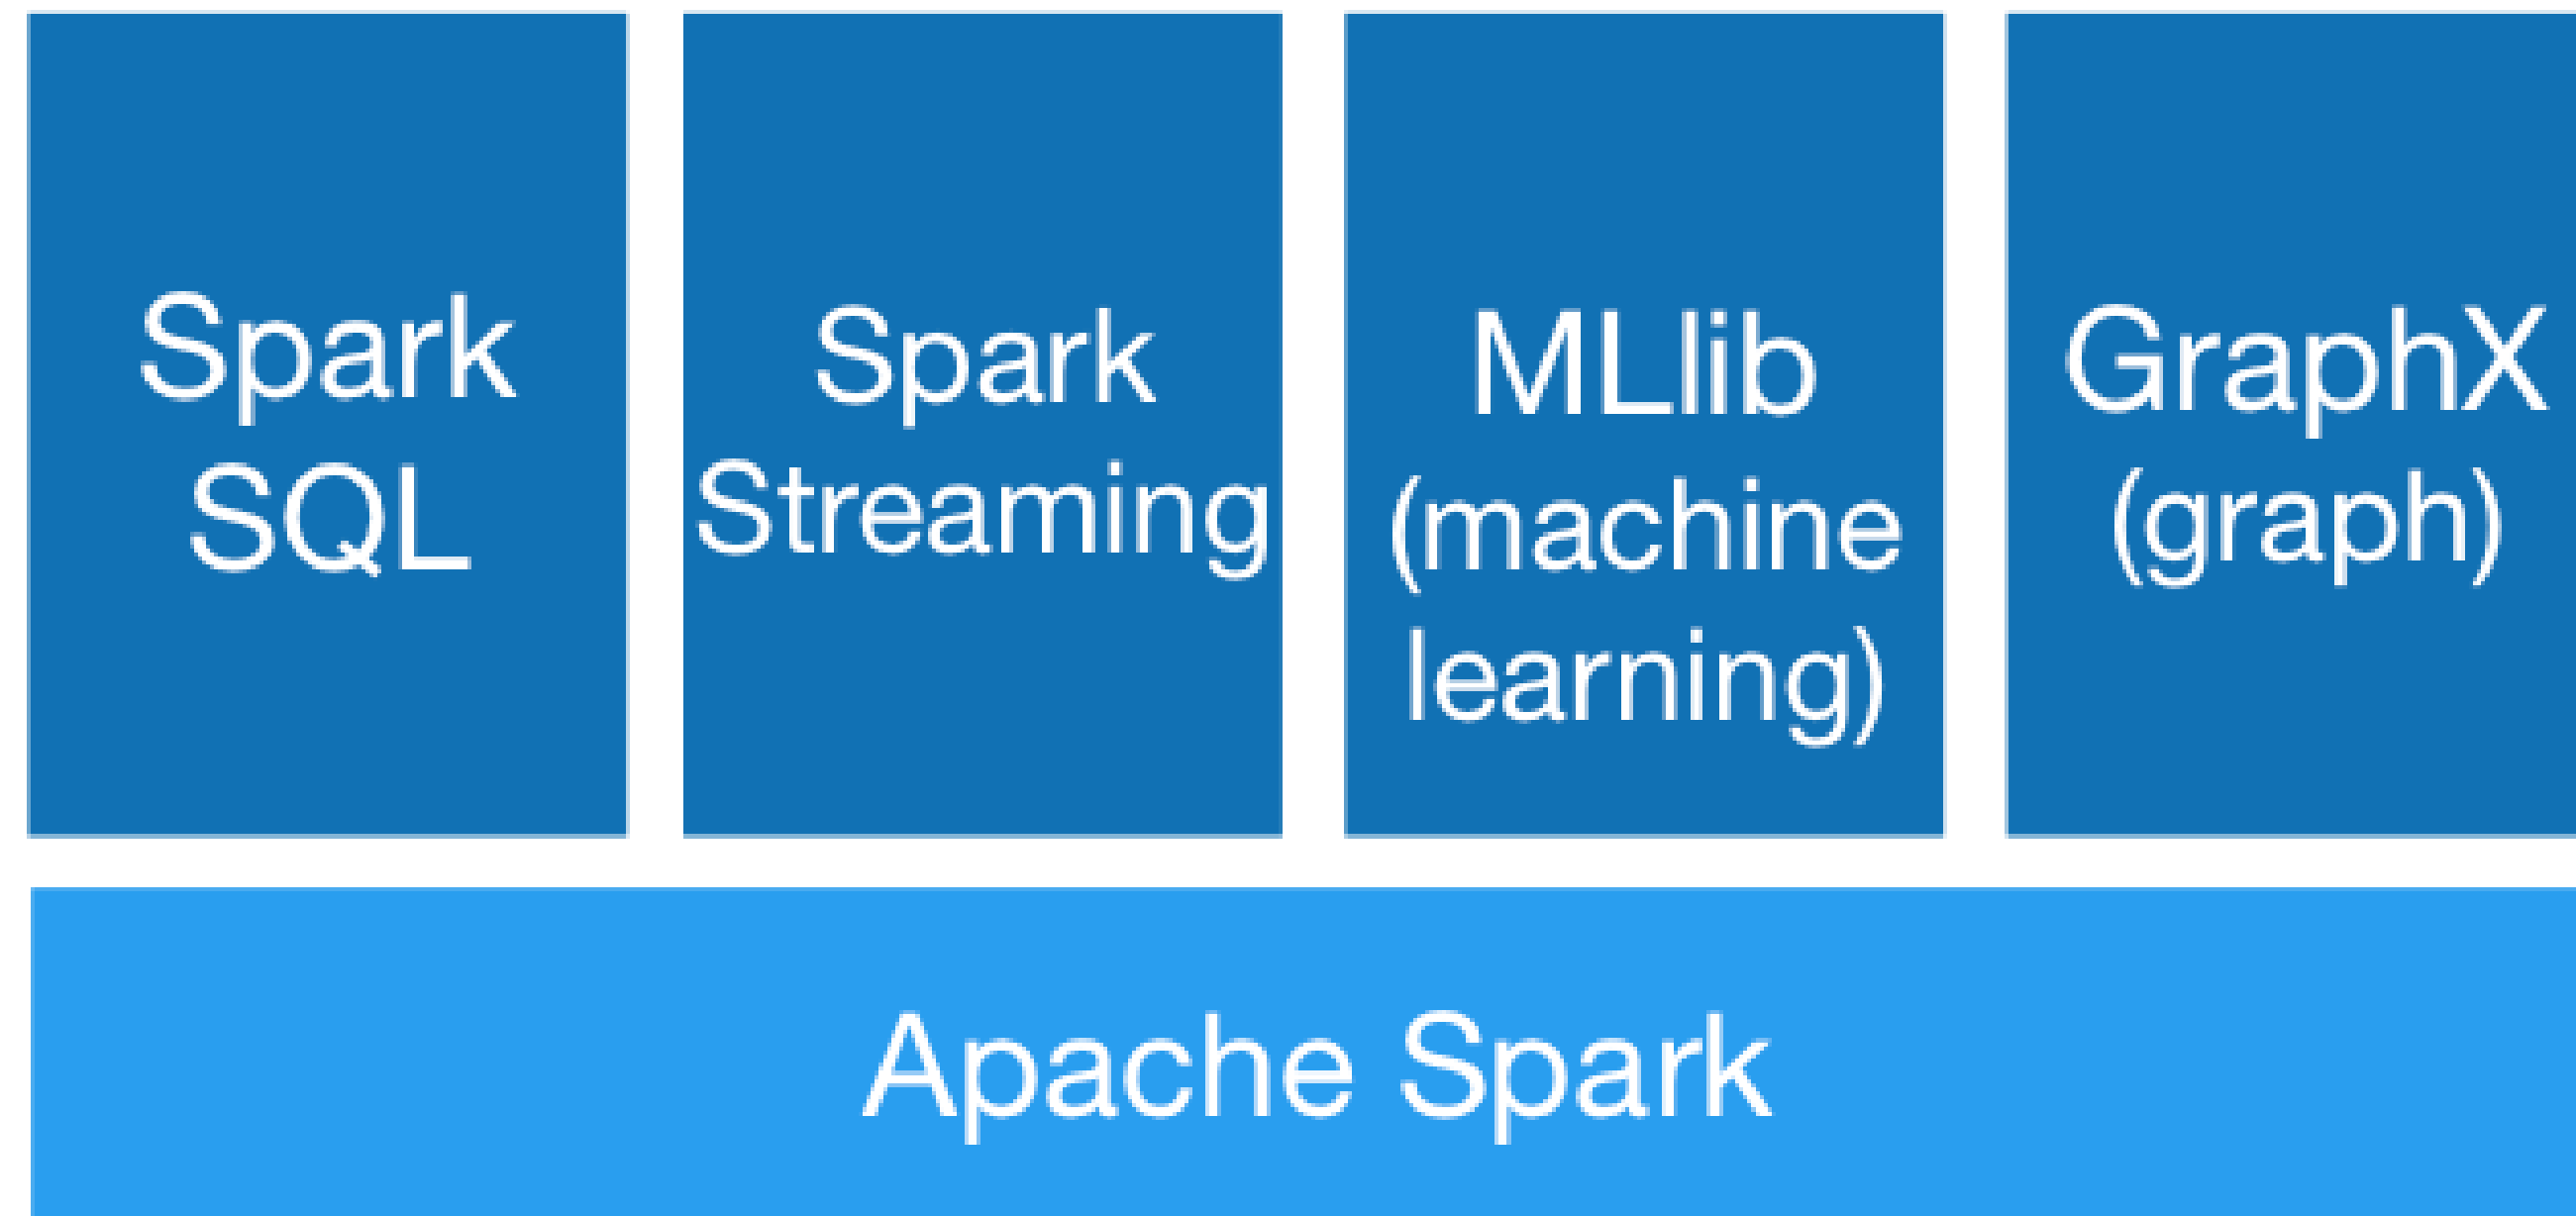 Spark
SQL
Spark
Streaming
MLlib
(machine
learning)
GraphX
(graph)
Apache Spark